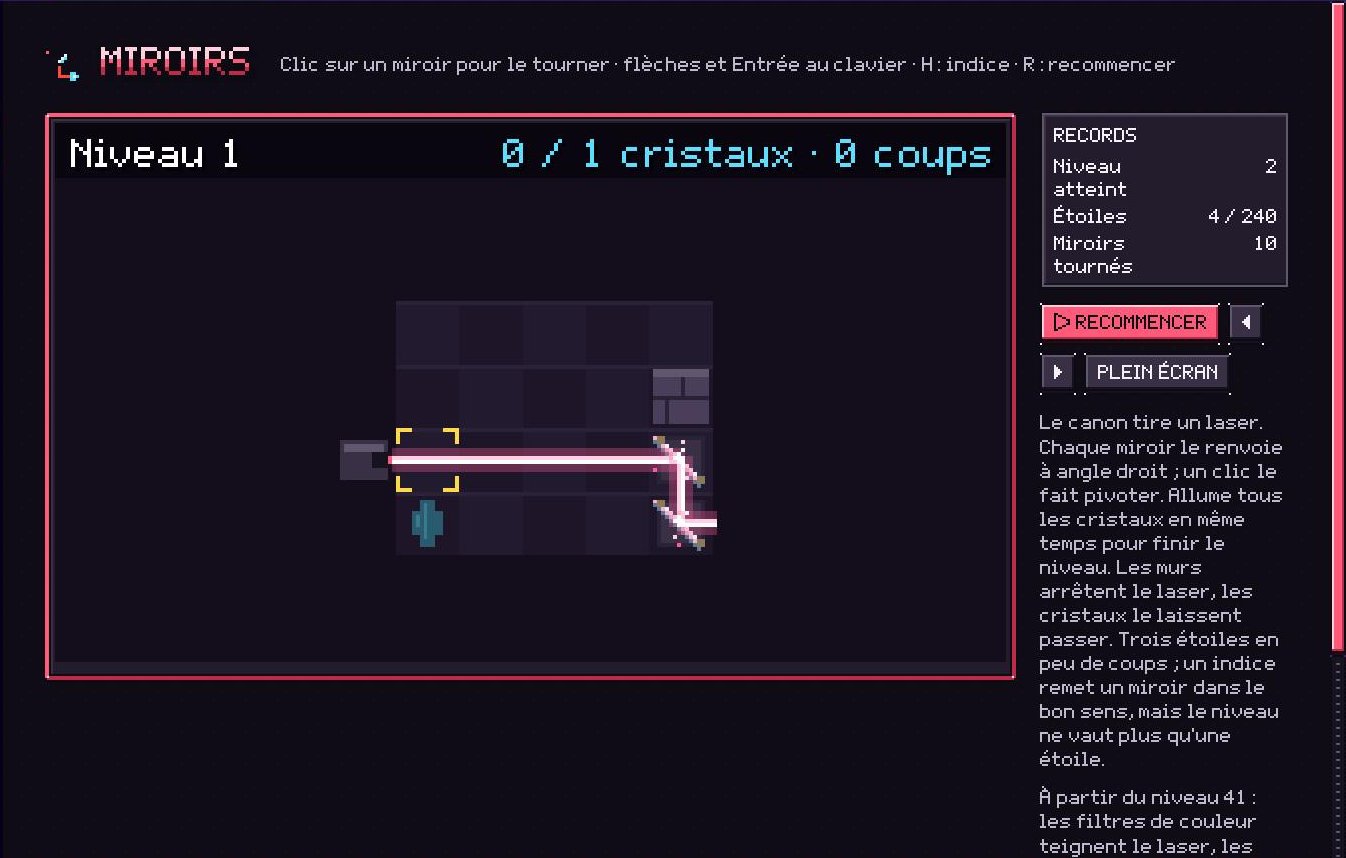 MIROIRS
Clic sur un miroir pour le tourner · flèches et Entrée au clavier · H : indice · R : recommencer
Niveau 1
0 / 1 cristaux · 0 coups
RECORDS
Niveau atteint 2
Étoiles 4 / 240
Miroirs tournés 10
RECOMMENCER
PLEIN ÉCRAN
Le canon tire un laser.
Chaque miroir le renvoie
à angle droit ; un clic le
fait pivoter. Allume tous
les cristaux en même
temps pour finir le
niveau. Les murs
arrêtent le laser, les
cristaux le laissent
passer. Trois étoiles en
peu de coups ; un indice
remet un miroir dans le
bon sens, mais le niveau
ne vaut plus qu'une
étoile.
À partir du niveau 41 :
les filtres de couleur
teignent le laser, les